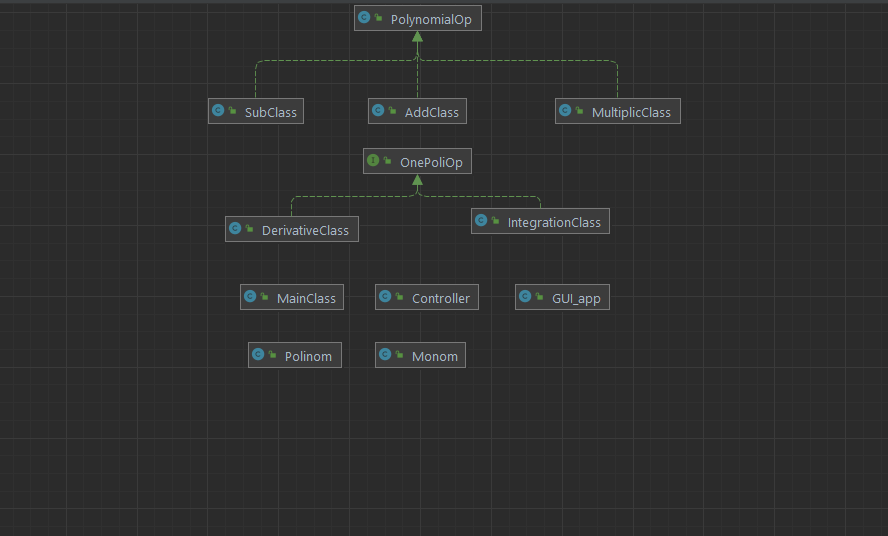 C PolynomialOp
C SubClass C AddClass C MultiplicClass
I OnePoliOp
C DerivativeClass C IntegrationClass
C MainClass C Controller C GUI_app
C Polinom C Monom